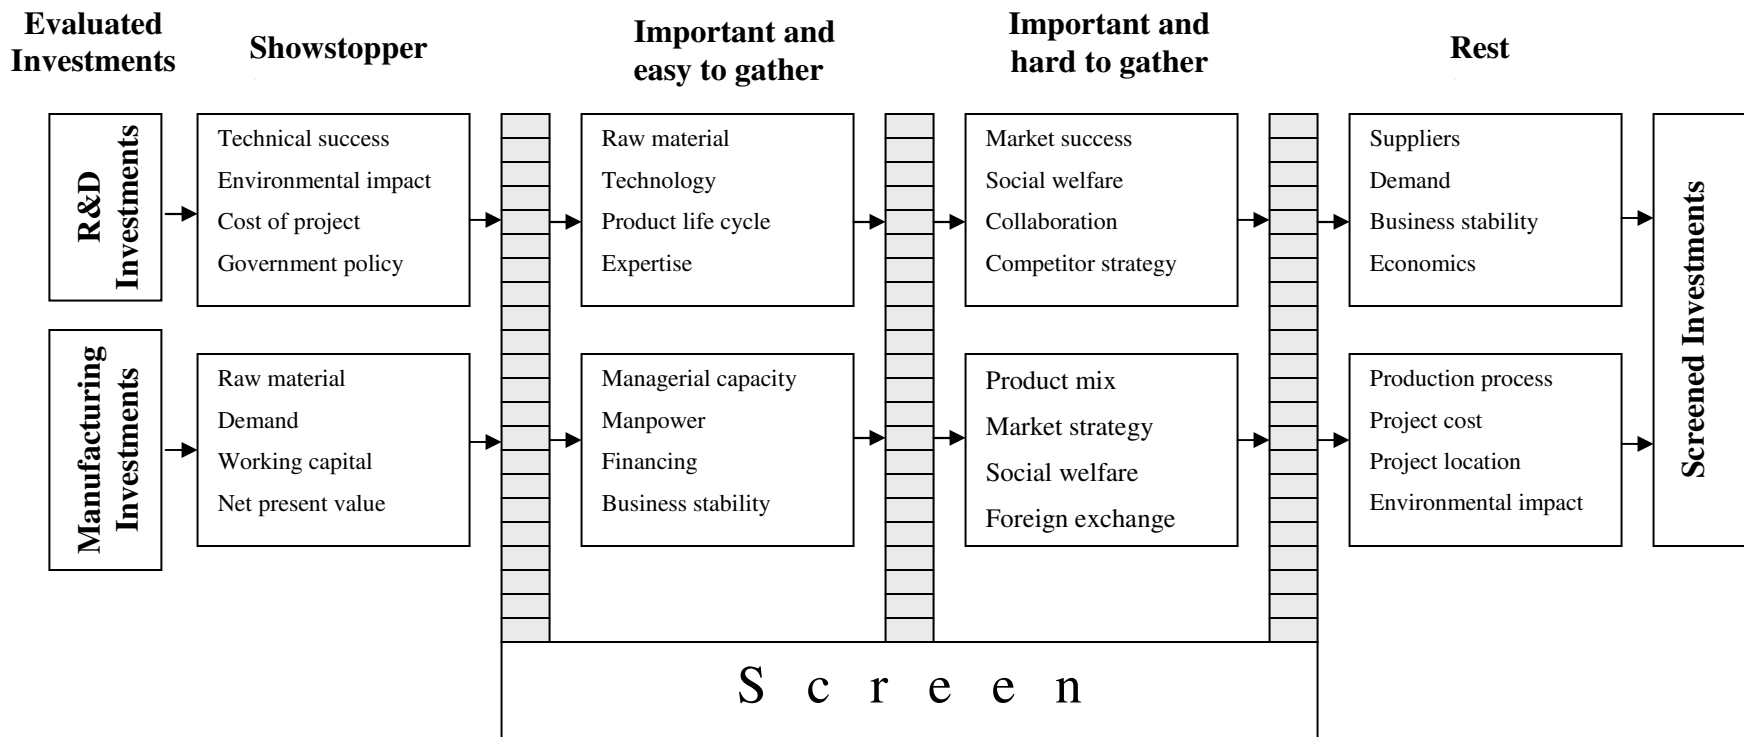 Evaluated
Investments
Showstopper
Important and
easy to gather
Important and
hard to gather
Rest
R&D
Investments
Technical success
Environmental impact
Cost of project
Government policy
Raw material
Technology
Product life cycle
Expertise
Market success
Social welfare
Collaboration
Competitor strategy
Suppliers
Demand
Business stability
Economics
Manufacturing
Investments
Raw material
Demand
Working capital
Net present value
Managerial capacity
Manpower
Financing
Business stability
Product mix
Market strategy
Social welfare
Foreign exchange
Production process
Project cost
Project location
Environmental impact
Screened Investments
S c r e e n